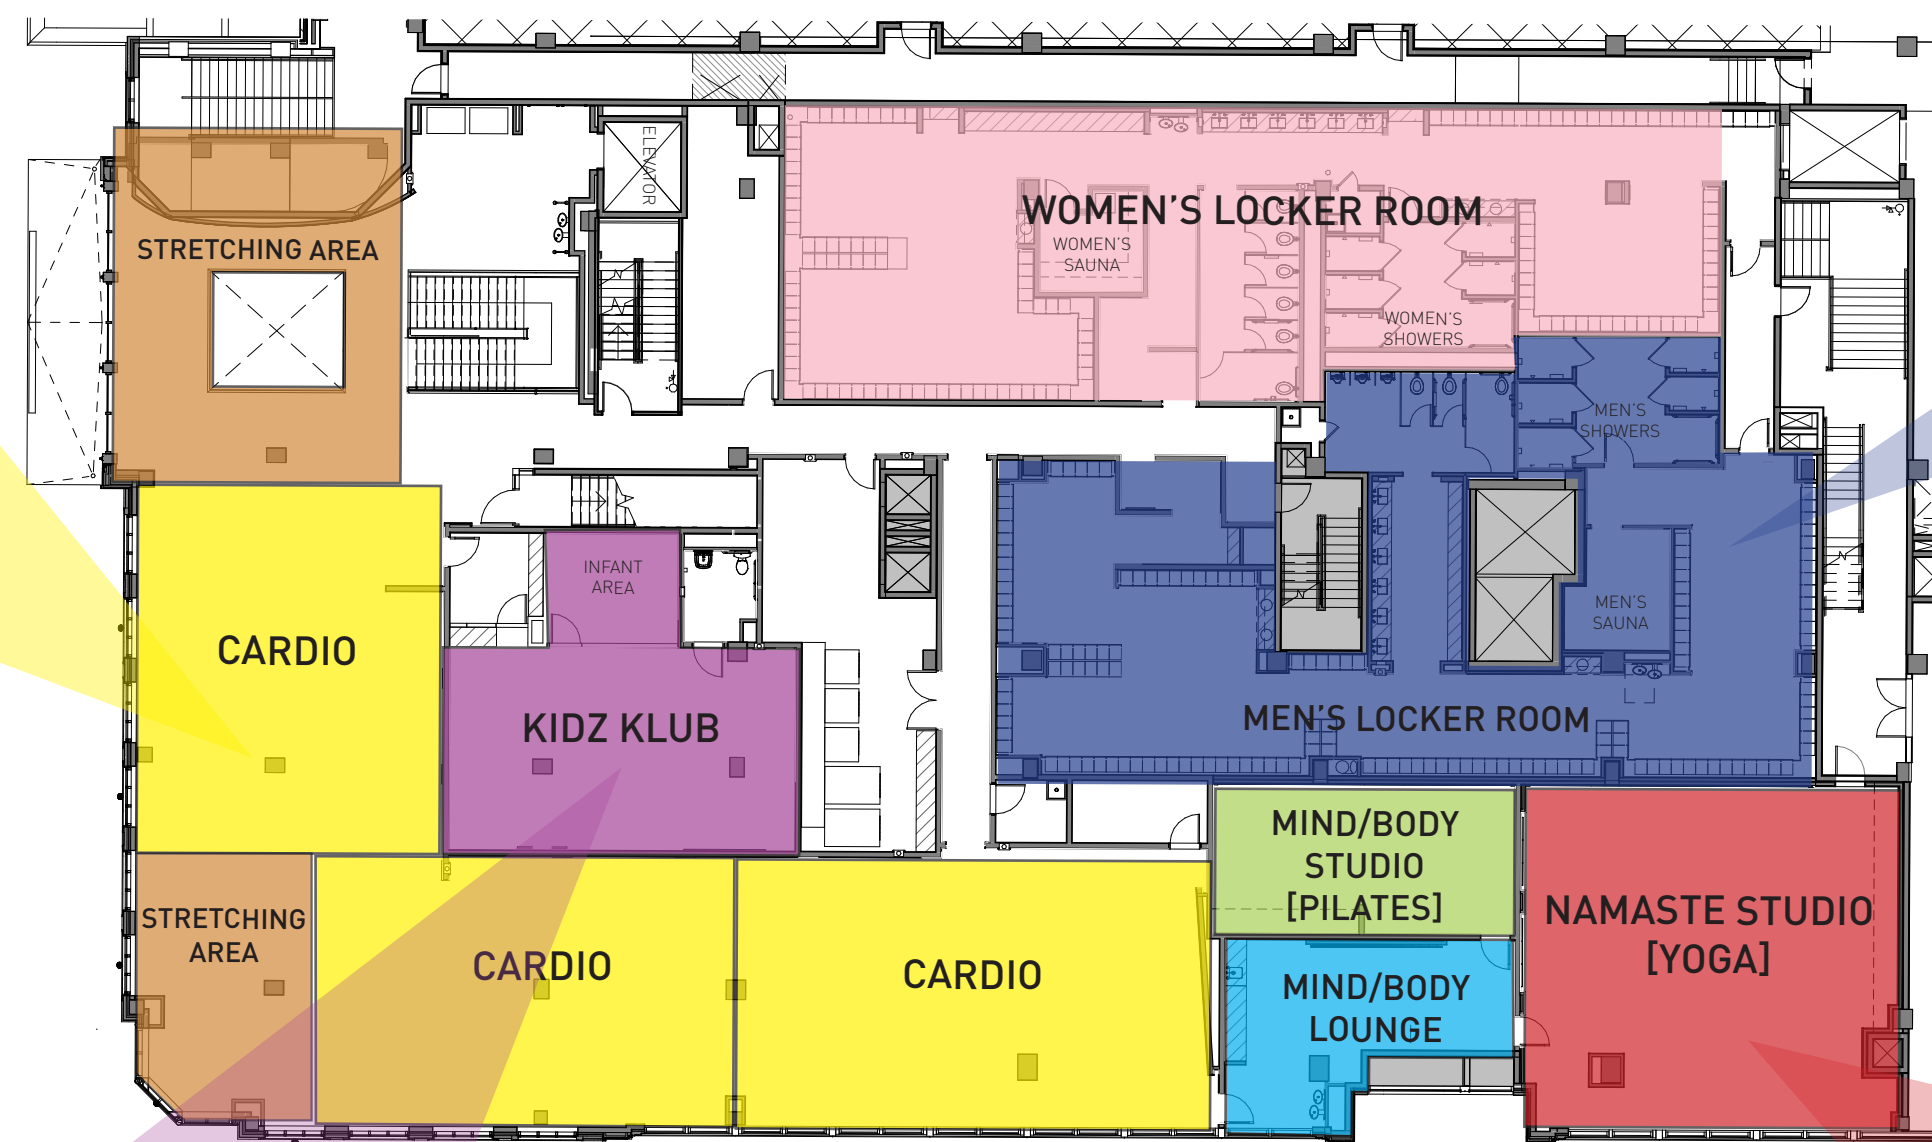 ELEVATOR
WOMEN'S LOCKER ROOM
WOMEN'S
SAUNA
STRETCHING AREA
WOMEN'S
SHOWERS
MEN'S
SHOWERS
INFANT
AREA
MEN'S
SAUNA
CARDIO
KIDZ KLUB
MEN'S LOCKER ROOM
MIND/BODY
STUDIO
[PILATES]
NAMASTE STUDIO
[YOGA]
STRETCHING
AREA
CARDIO
CARDIO
MIND/BODY
LOUNGE